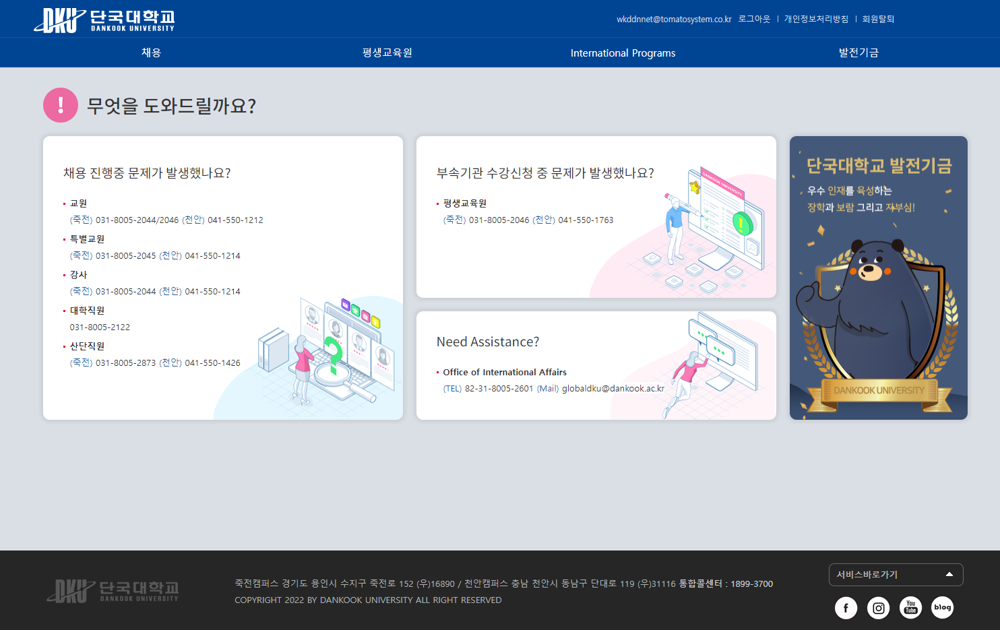 DKU 단국대학교
DANKOOK UNIVERSITY
wkddnnet@tomatosystem.co.kr 로그아웃 | 개인정보처리방침 | 회원탈퇴
채용 평생교육원 International Programs 발전기금
! 무엇을 도와드릴까요?
채용 진행중 문제가 발생했나요?
교원
(죽전) 031-8005-2044/2046 (천안) 041-550-1212
특별교원
(죽전) 031-8005-2045 (천안) 041-550-1214
강사
(죽전) 031-8005-2044 (천안) 041-550-1214
대학직원
031-8005-2122
산단직원
(죽전) 031-8005-2873 (천안) 041-550-1426
?
부속기관 수강신청 중 문제가 발생했나요?
평생교육원
(죽전) 031-8005-2046 (천안) 041-550-1763
DANKOOK UNIVERSITY
!
Need Assistance?
Office of International Affairs
(TEL) 82-31-8005-2601 (Mail) globaldku@dankook.ac.kr
단국대학교 발전기금
우수 인재를 육성하는
장학과 보람 그리고 자부심!
DANKOOK UNIVERSITY
DKU 단국대학교
DANKOOK UNIVERSITY
죽전캠퍼스 경기도 용인시 수지구 죽전로 152 (우)16890 / 천안캠퍼스 충남 천안시 동남구 단대로 119 (우)31116 통합콜센터 : 1899-3700
COPYRIGHT 2022 BY DANKOOK UNIVERSITY ALL RIGHT RESERVED
서비스바로가기
f
You
Tube
blog